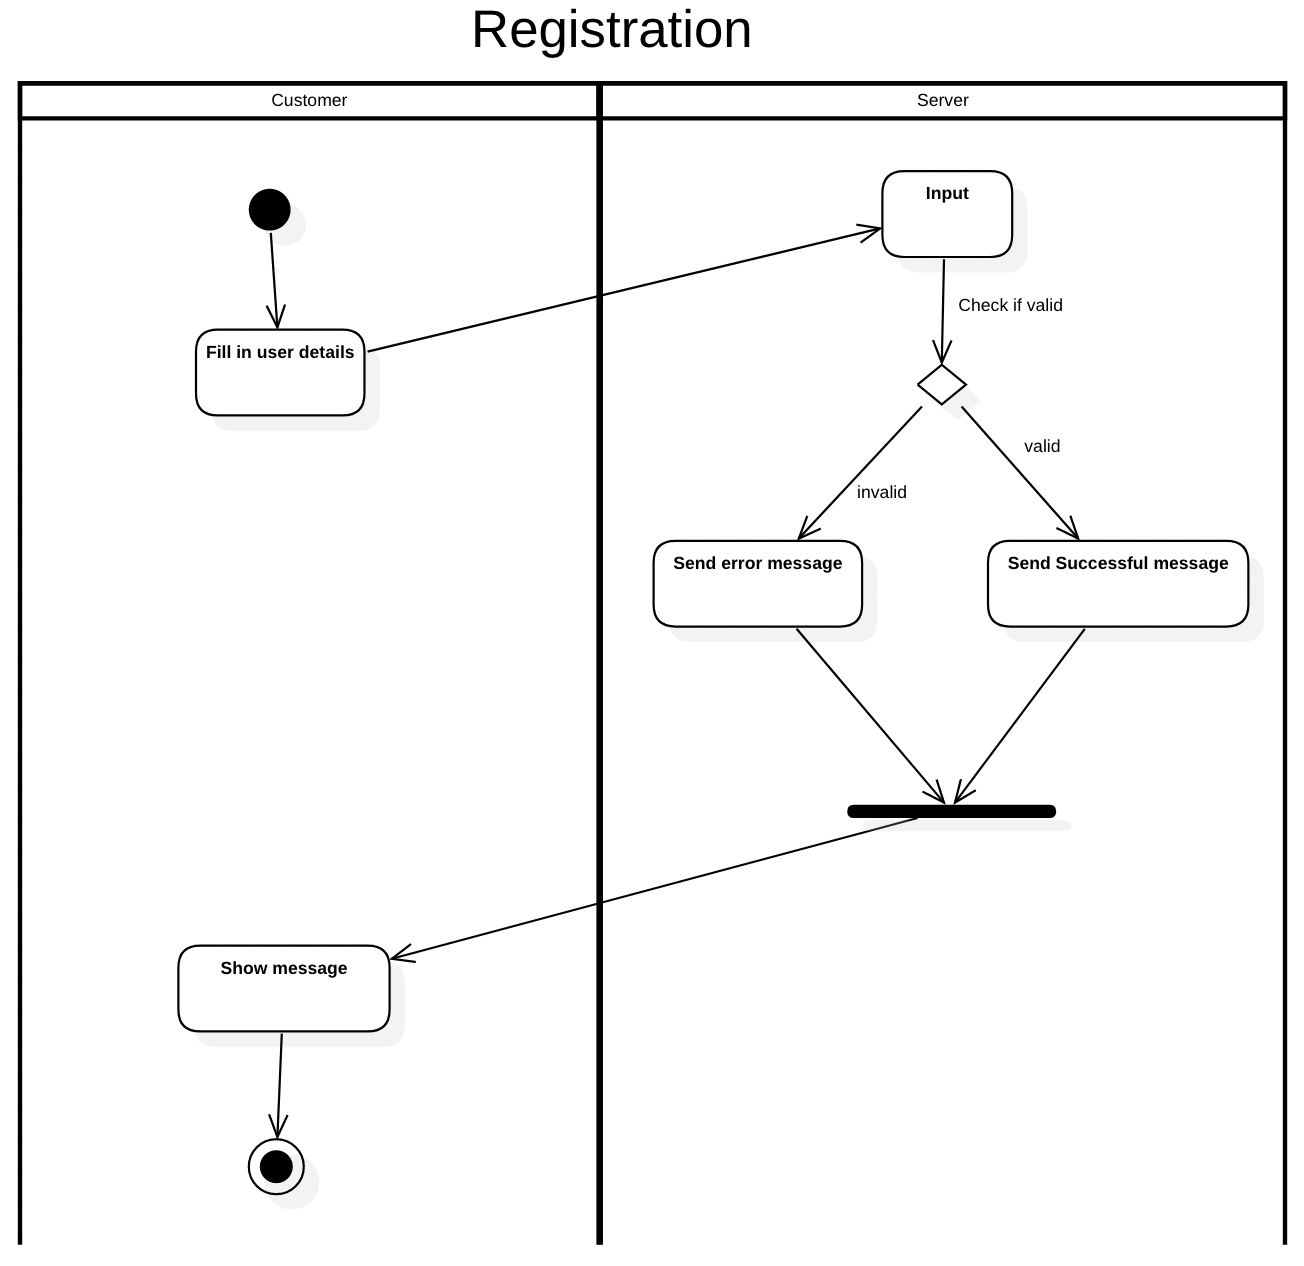 Registration
Customer
Server
Input
Check if valid
Fill in user details
valid
invalid
Send error message
Send Successful message
Show message